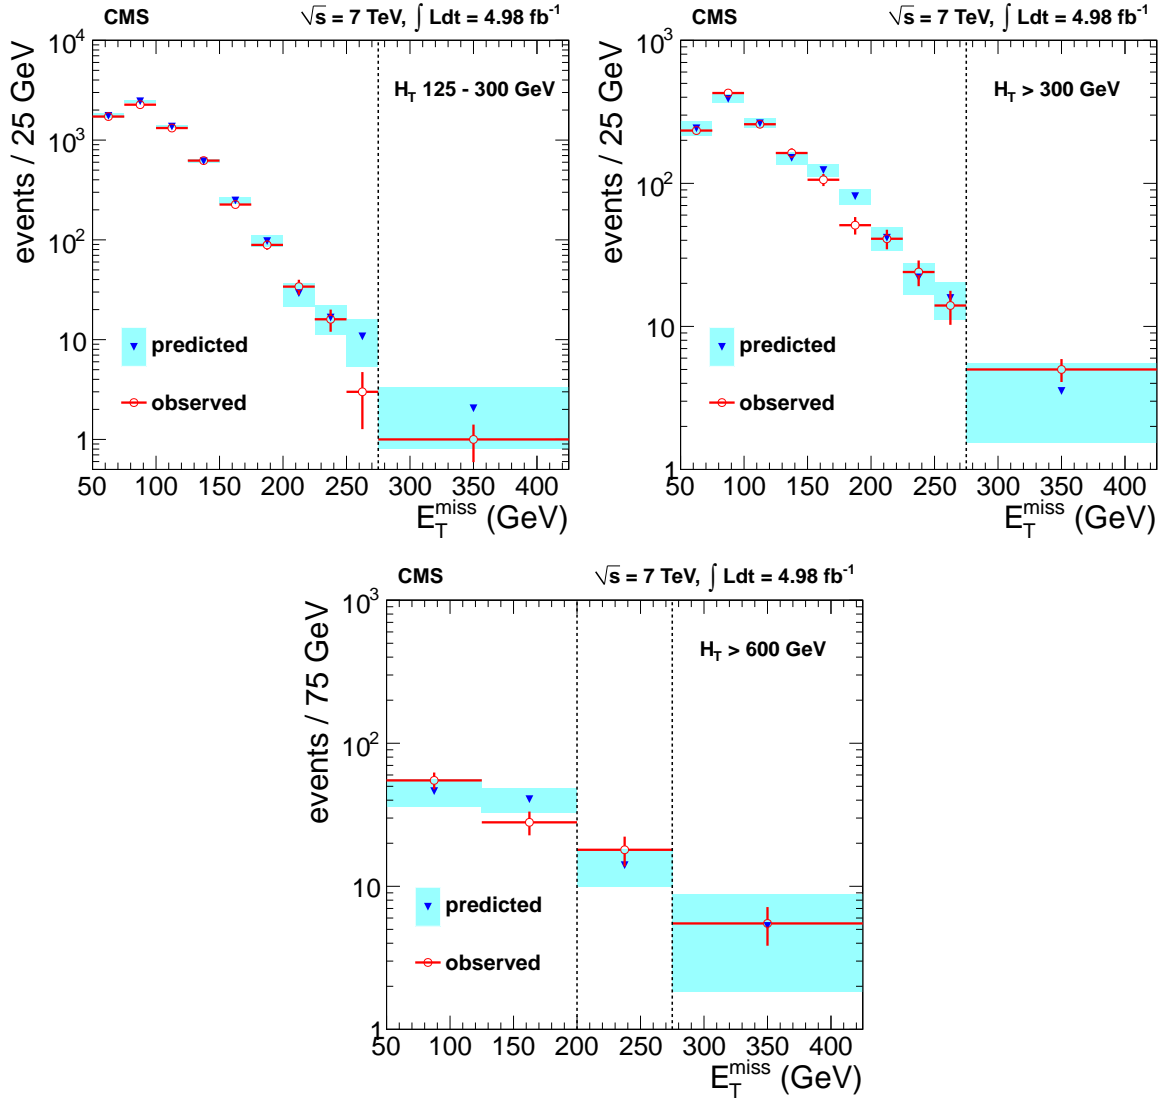 CMS
√s = 7 TeV, ∫ Ldt = 4.98 fb⁻¹
events / 25 GeV
10⁴
10³
10²
10
1
H_T 125 - 300 GeV
predicted
observed
50 100 150 200 250 300 350 400
E_T^miss (GeV)
CMS
√s = 7 TeV, ∫ Ldt = 4.98 fb⁻¹
events / 25 GeV
10³
10²
10
1
H_T > 300 GeV
predicted
observed
50 100 150 200 250 300 350 400
E_T^miss (GeV)
CMS
√s = 7 TeV, ∫ Ldt = 4.98 fb⁻¹
events / 75 GeV
10³
10²
10
1
H_T > 600 GeV
predicted
observed
50 100 150 200 250 300 350 400
E_T^miss (GeV)